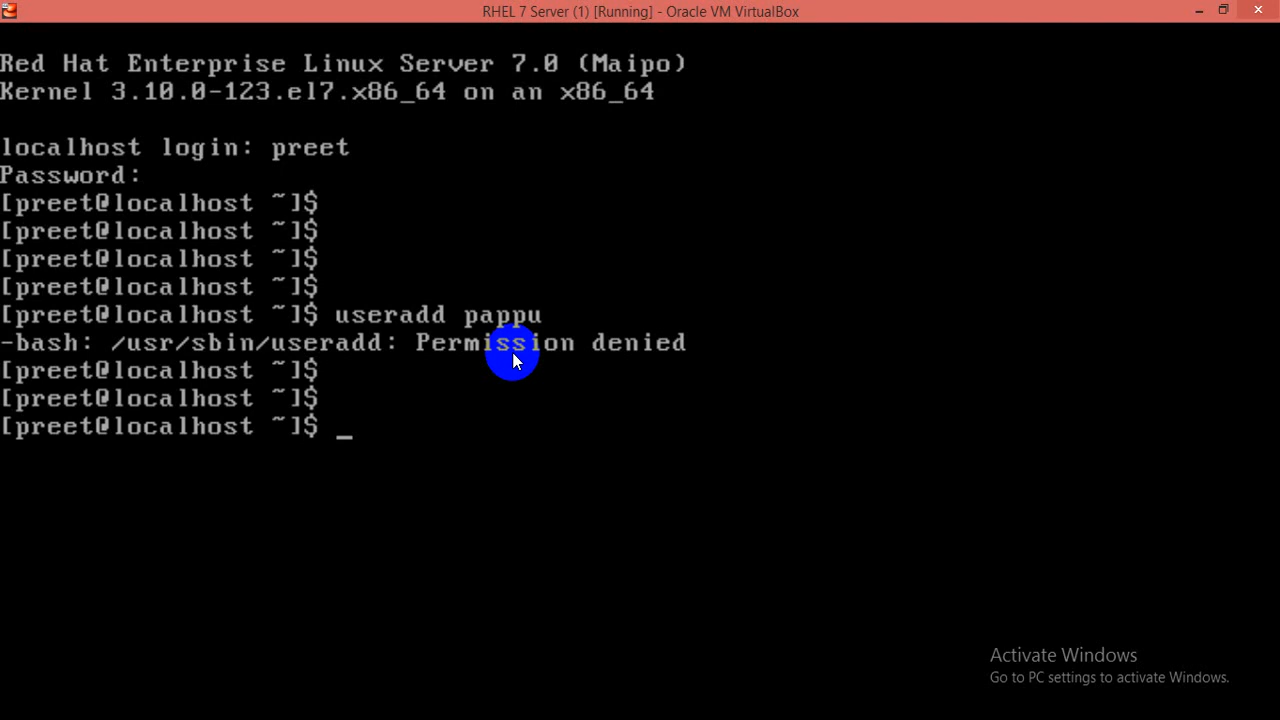 RHEL 7 Server (1) [Running] - Oracle VM VirtualBox
Red Hat Enterprise Linux Server 7.0 (Maipo)
Kernel 3.10.0-123.el7.x86_64 on an x86_64
localhost login: preet
Password:
[preet@localhost ~]$
[preet@localhost ~]$
[preet@localhost ~]$
[preet@localhost ~]$
[preet@localhost ~]$ useradd pappu
-bash: /usr/sbin/useradd: Permission denied
[preet@localhost ~]$
[preet@localhost ~]$
[preet@localhost ~]$ _
Activate Windows
Go to PC settings to activate Windows.